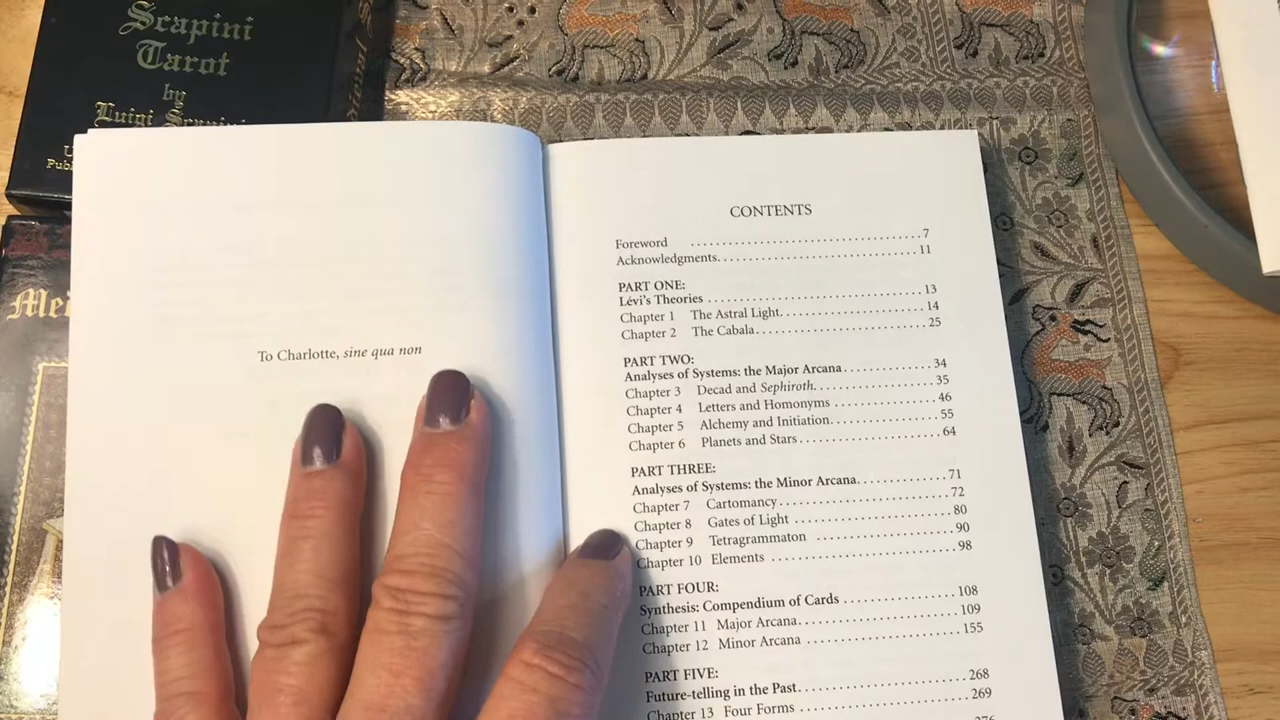 Scapini
Tarot
by
Luigi Scapini
To Charlotte, sine qua non
CONTENTS
Foreword ........................................7
Acknowledgments...................................11
PART ONE:
Lévi's Theories ......................................13
Chapter 1 The Astral Light...........................14
Chapter 2 The Cabala...............................25
PART TWO:
Analyses of Systems: the Major Arcana.................34
Chapter 3 Decad and Sephiroth.......................35
Chapter 4 Letters and Homonyms ...................46
Chapter 5 Alchemy and Initiation.....................55
Chapter 6 Planets and Stars..........................64
PART THREE:
Analyses of Systems: the Minor Arcana.................71
Chapter 7 Cartomancy.............................72
Chapter 8 Gates of Light ...........................80
Chapter 9 Tetragrammaton ........................90
Chapter 10 Elements ...............................98
PART FOUR:
Synthesis: Compendium of Cards ...................108
Chapter 11 Major Arcana...........................109
Chapter 12 Minor Arcana ..........................155
PART FIVE:
Future-telling in the Past............................268
Chapter 13 Four Forms ............................269